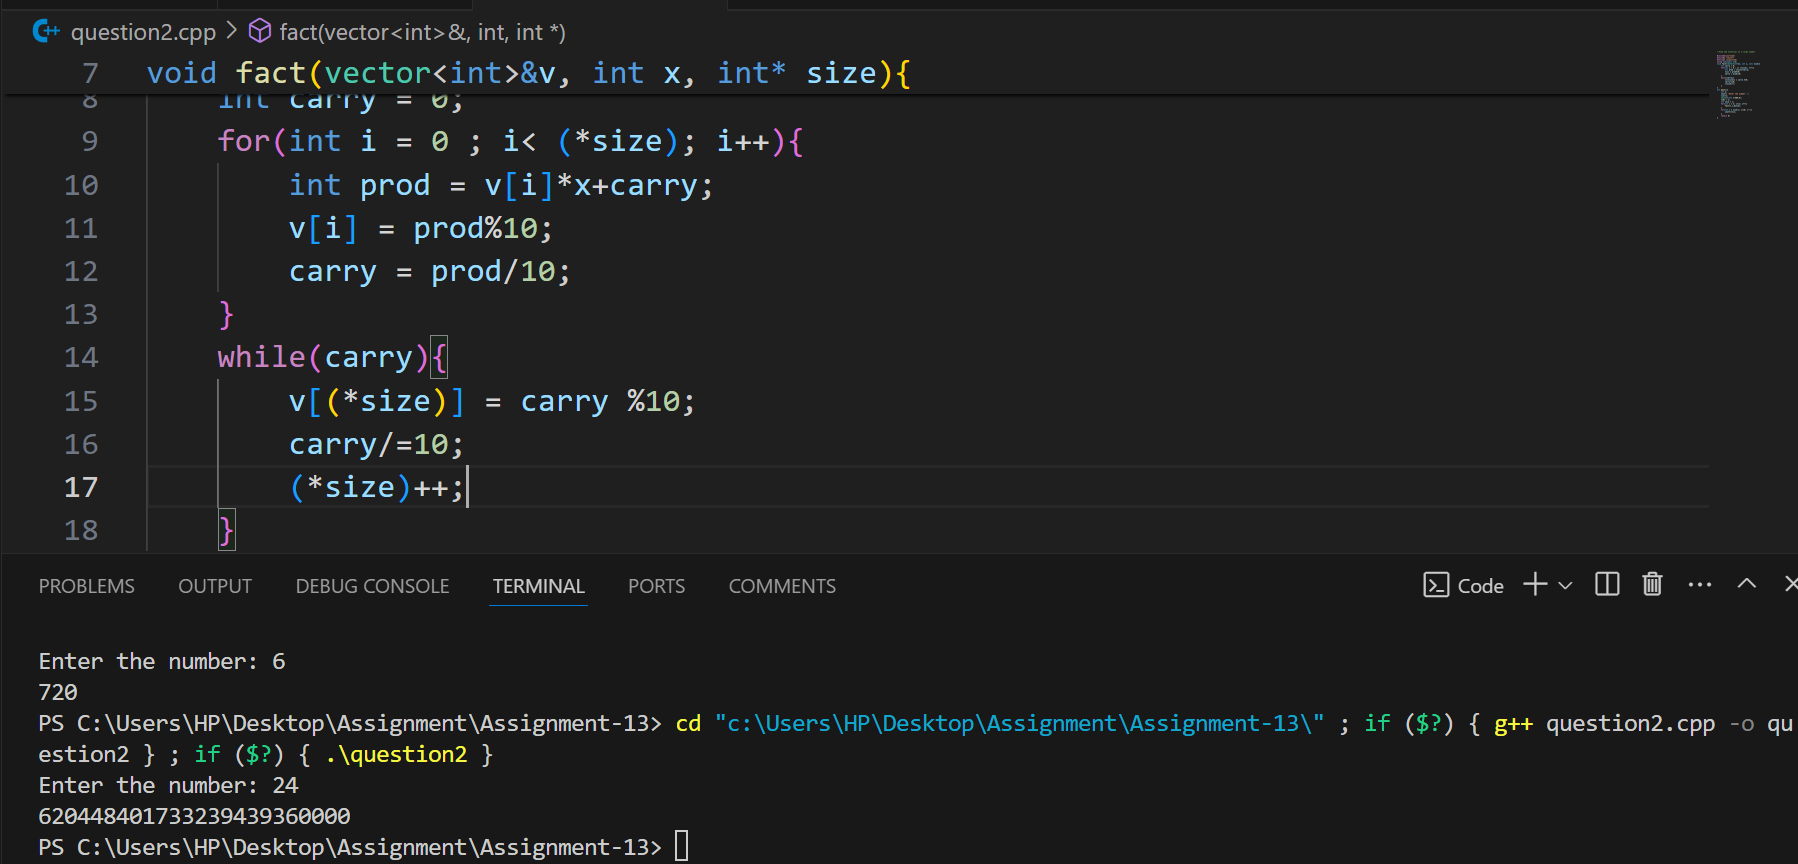 question2.cpp > fact(vector<int>&, int, int *)
7 void fact(vector<int>&v, int x, int* size){
8 int carry = 0;
9 for(int i = 0 ; i< (*size); i++){
10 int prod = v[i]*x+carry;
11 v[i] = prod%10;
12 carry = prod/10;
13 }
14 while(carry){
15 v[(*size)] = carry %10;
16 carry/=10;
17 (*size)++;
18 }
PROBLEMS OUTPUT DEBUG CONSOLE TERMINAL PORTS COMMENTS Code
Enter the number: 6
720
PS C:\Users\HP\Desktop\Assignment\Assignment-13> cd "c:\Users\HP\Desktop\Assignment\Assignment-13\" ; if ($?) { g++ question2.cpp -o qu
estion2 } ; if ($?) { .\question2 }
Enter the number: 24
620448401733239439360000
PS C:\Users\HP\Desktop\Assignment\Assignment-13>